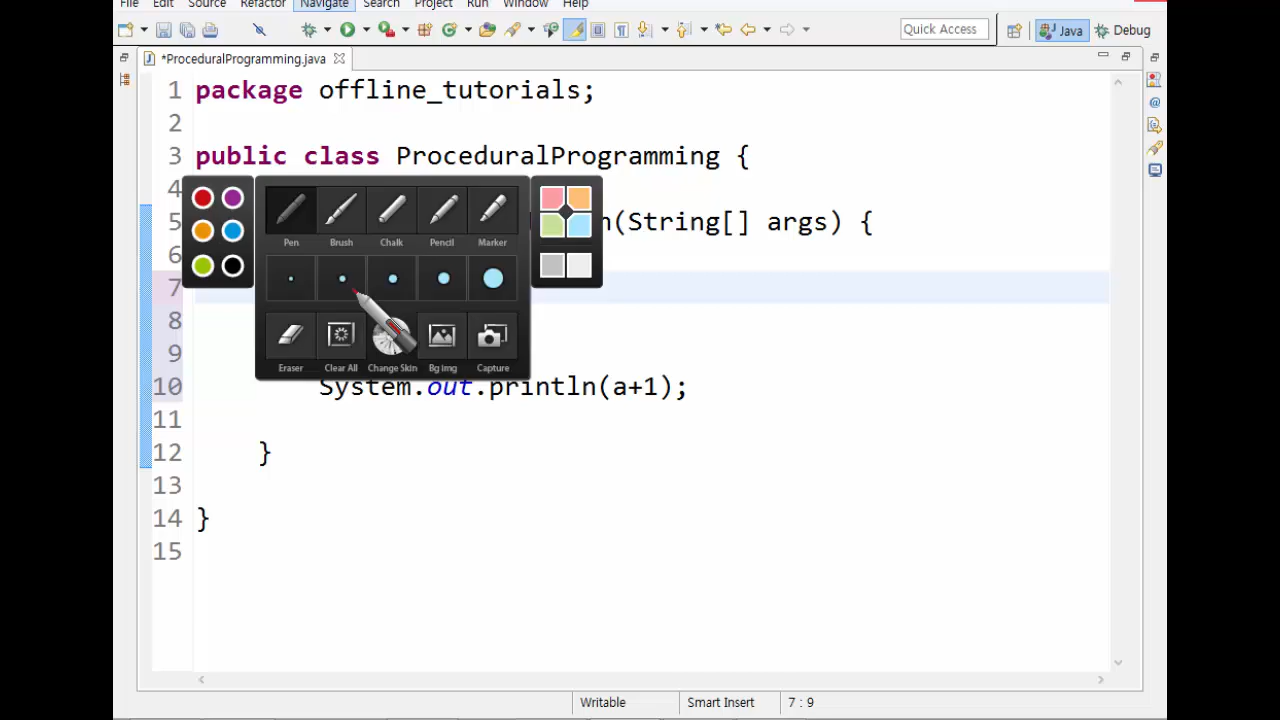 File Edit Source Refactor Navigate Search Project Run Window Help
Quick Access Java Debug
*ProceduralProgramming.java
1 package offline_tutorials;
2
3 public class ProceduralProgramming {
4
5 n(String[] args) {
6
7
8
9
10 System.out.println(a+1);
11
12 }
13
14 }
15
Pen Brush Chalk Pencil Marker
Eraser Clear All Change Skin Bg img Capture
Writable Smart Insert 7 : 9